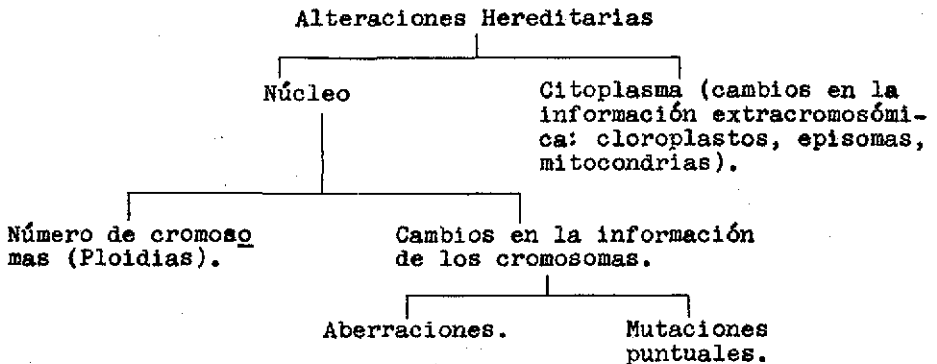 Alteraciones Hereditarias
Núcleo
Citoplasma (cambios en la
información extracromosómi-
ca: cloroplastos, episomas,
mitocondrias).
Número de cromoso
mas (Ploidias).
Cambios en la información
de los cromosomas.
Aberraciones.
Mutaciones
puntuales.